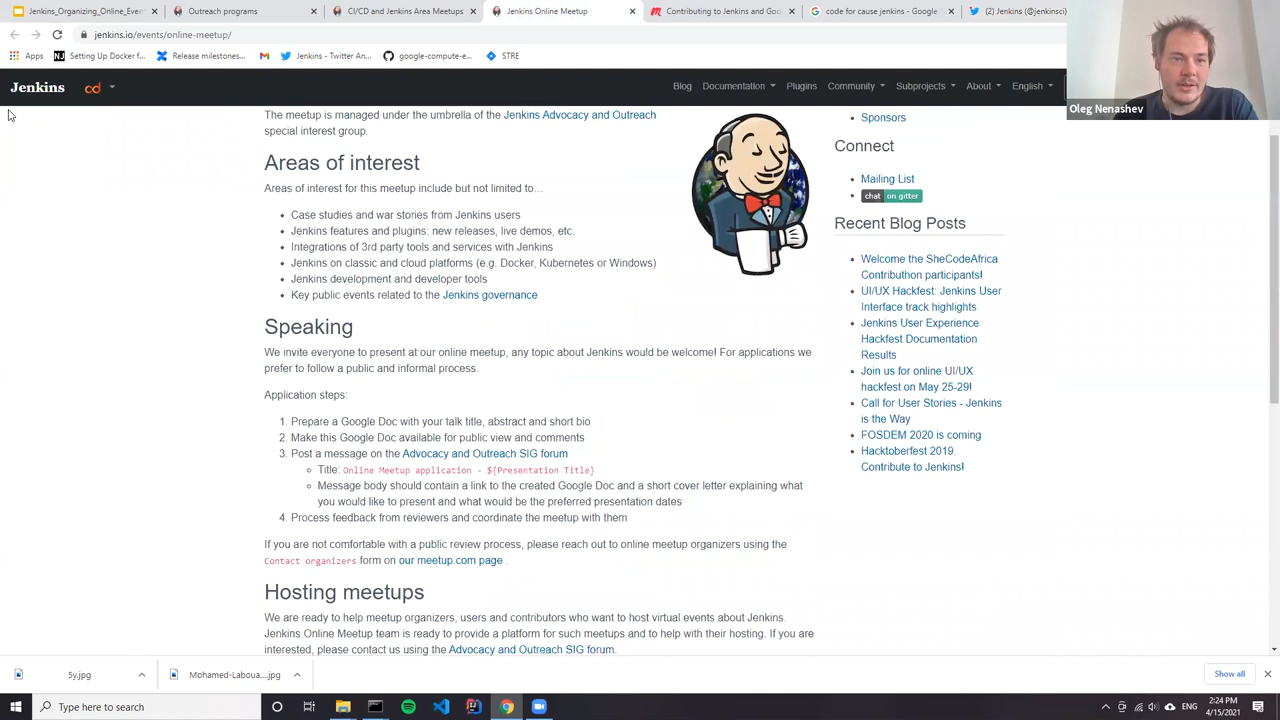 Jenkins_Organizing_Online_Even
Outreach programs
CI/CD and Jenkins Area Meetups
Jenkins Online Meetup
Contributing to Jenkins and Goo
code for cause jenkins - Google
(2) Jenkins (@jenkinsci)
jenkins.io/events/online-meetup/
Apps
Setting Up Docker f...
Release milestones...
Jenkins - Twitter An...
google-compute-e...
STRE
Oleg Nenashev
Jenkins
cd
Blog
Documentation
Plugins
Community
Subprojects
About
English
The meetup is managed under the umbrella of the Jenkins Advocacy and Outreach
special interest group.
Areas of interest
Areas of interest for this meetup include but not limited to…
Case studies and war stories from Jenkins users
Jenkins features and plugins: new releases, live demos, etc.
Integrations of 3rd party tools and services with Jenkins
Jenkins on classic and cloud platforms (e.g. Docker, Kubernetes or Windows)
Jenkins development and developer tools
Key public events related to the Jenkins governance
Speaking
We invite everyone to present at our online meetup, any topic about Jenkins would be welcome! For applications we
prefer to follow a public and informal process.
Application steps:
1. Prepare a Google Doc with your talk title, abstract and short bio
2. Make this Google Doc available for public view and comments
3. Post a message on the Advocacy and Outreach SIG forum
Title: Online Meetup application - ${Presentation Title}
Message body should contain a link to the created Google Doc and a short cover letter explaining what
you would like to present and what would be the preferred presentation dates
4. Process feedback from reviewers and coordinate the meetup with them
If you are not comfortable with a public review process, please reach out to online meetup organizers using the
Contact organizers form on our meetup.com page .
Hosting meetups
We are ready to help meetup organizers, users and contributors who want to host virtual events about Jenkins.
Jenkins Online Meetup team is ready to provide a platform for such meetups and to help with their hosting. If you are
interested, please contact us using the Advocacy and Outreach SIG forum.
Sponsors
Connect
Mailing List
chat on gitter
Recent Blog Posts
Welcome the SheCodeAfrica
Contributhon participants!
UI/UX Hackfest: Jenkins User
Interface track highlights
Jenkins User Experience
Hackfest Documentation
Results
Join us for online UI/UX
hackfest on May 25-29!
Call for User Stories - Jenkins
is the Way
FOSDEM 2020 is coming
Hacktoberfest 2019.
Contribute to Jenkins!
5y.jpg
Mohamed-Laboua....jpg
Show all
Type here to search
ENG
2:24 PM
4/15/2021